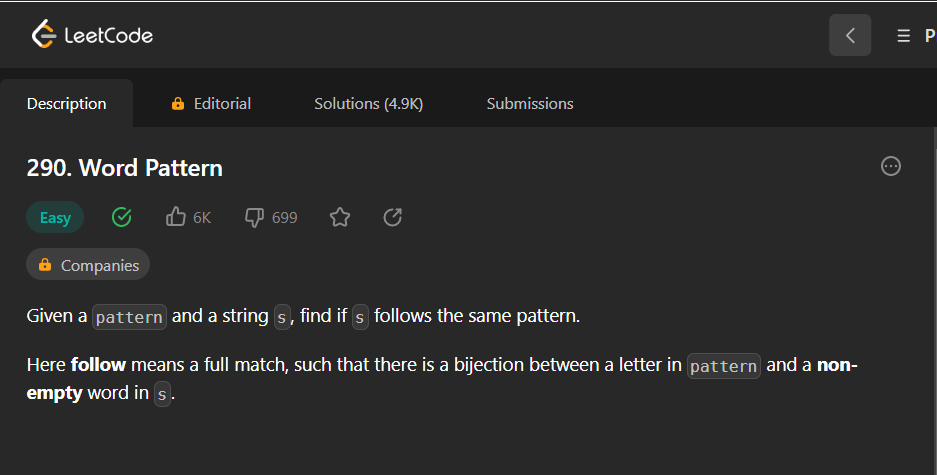 LeetCode
P
Description
Editorial
Solutions (4.9K)
Submissions
290. Word Pattern
Easy
6K
699
Companies
Given a pattern and a string s, find if s follows the same pattern.
Here follow means a full match, such that there is a bijection between a letter in pattern and a non-
empty word in s.